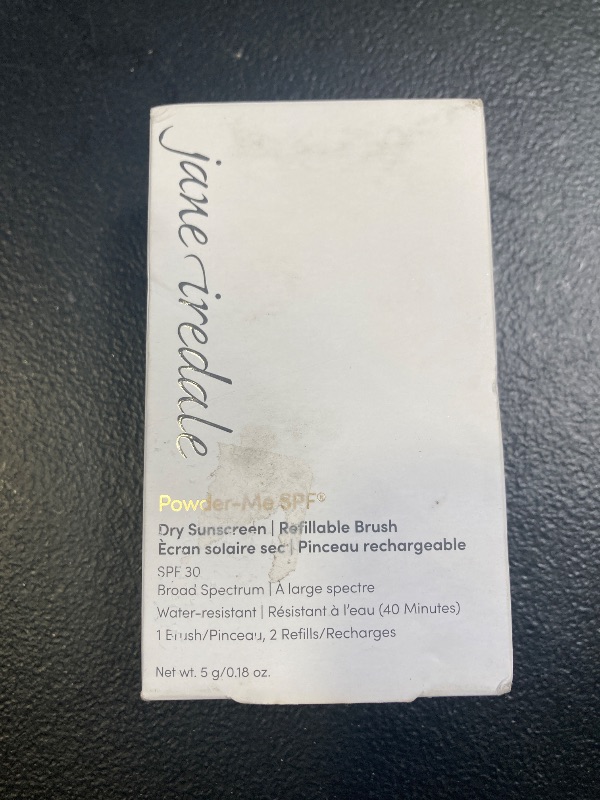 jane iredale
Powder-Me SPF®
Dry Sunscreen | Refillable Brush
Ècran solaire sec | Pinceau rechargeable
SPF 30
Broad Spectrum | À large spectre
Water-resistant | Résistant à l'eau (40 Minutes)
1 Brush/Pinceau, 2 Refills/Recharges
Net wt. 5 g/0.18 oz.